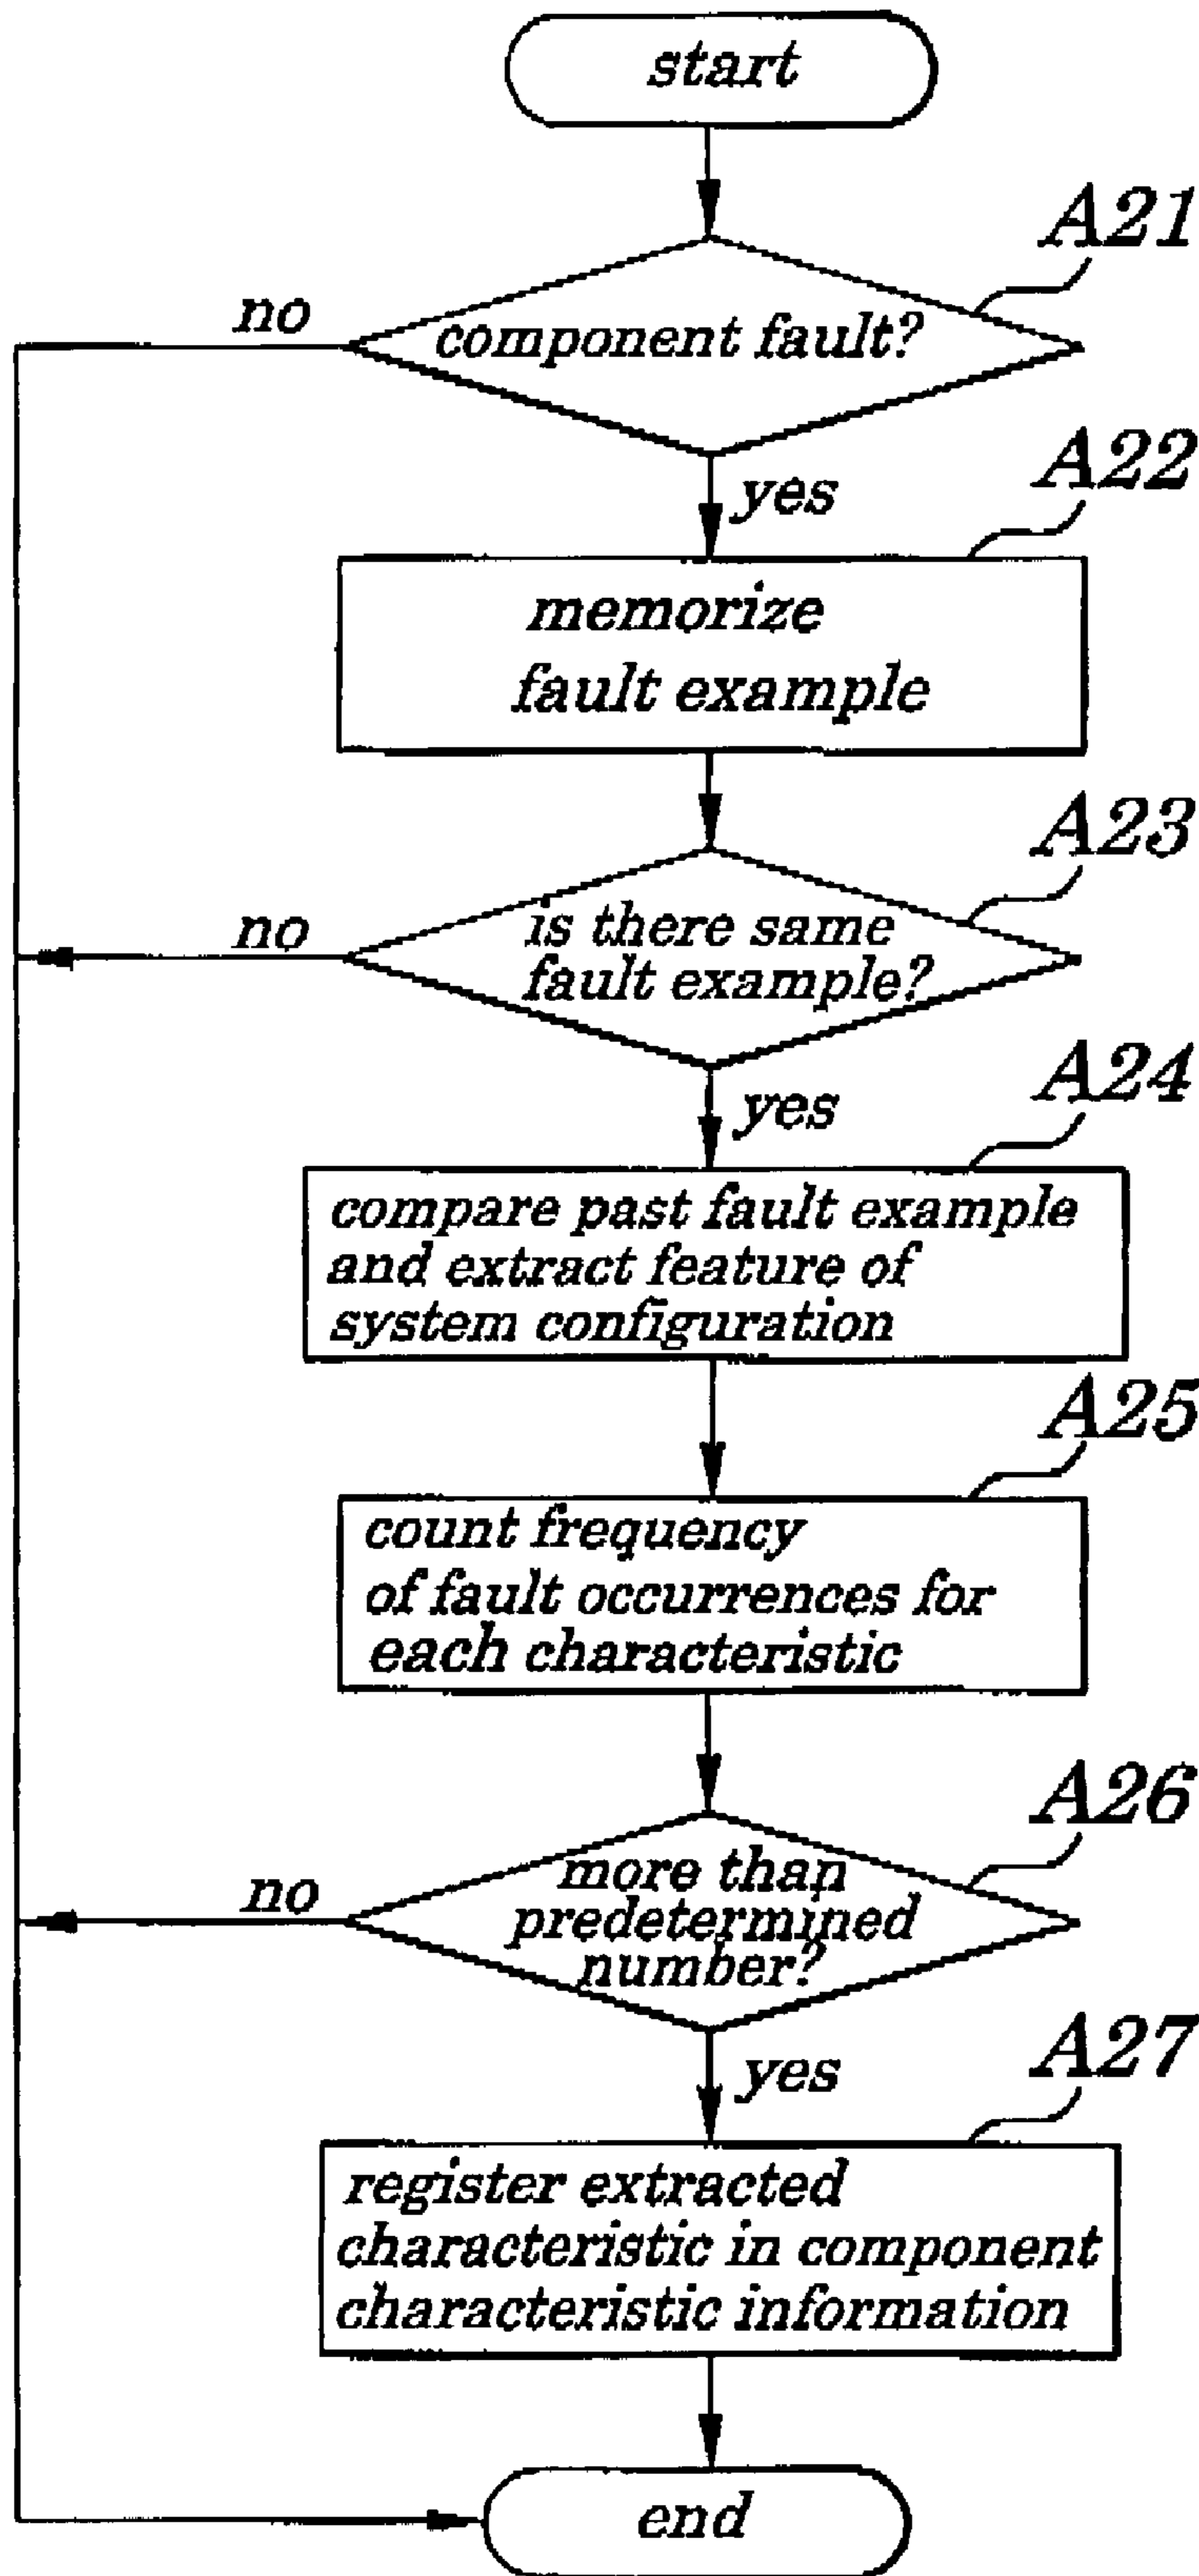 start
A21
no
component fault?
A22
yes
memorize
fault example
A23
no
is there same
fault example?
A24
yes
compare past fault example
and extract feature of
system configuration
A25
count frequency
of fault occurrences for
each characteristic
A26
no
more than
predetermined
number?
A27
yes
register extracted
characteristic in component
characteristic information
end